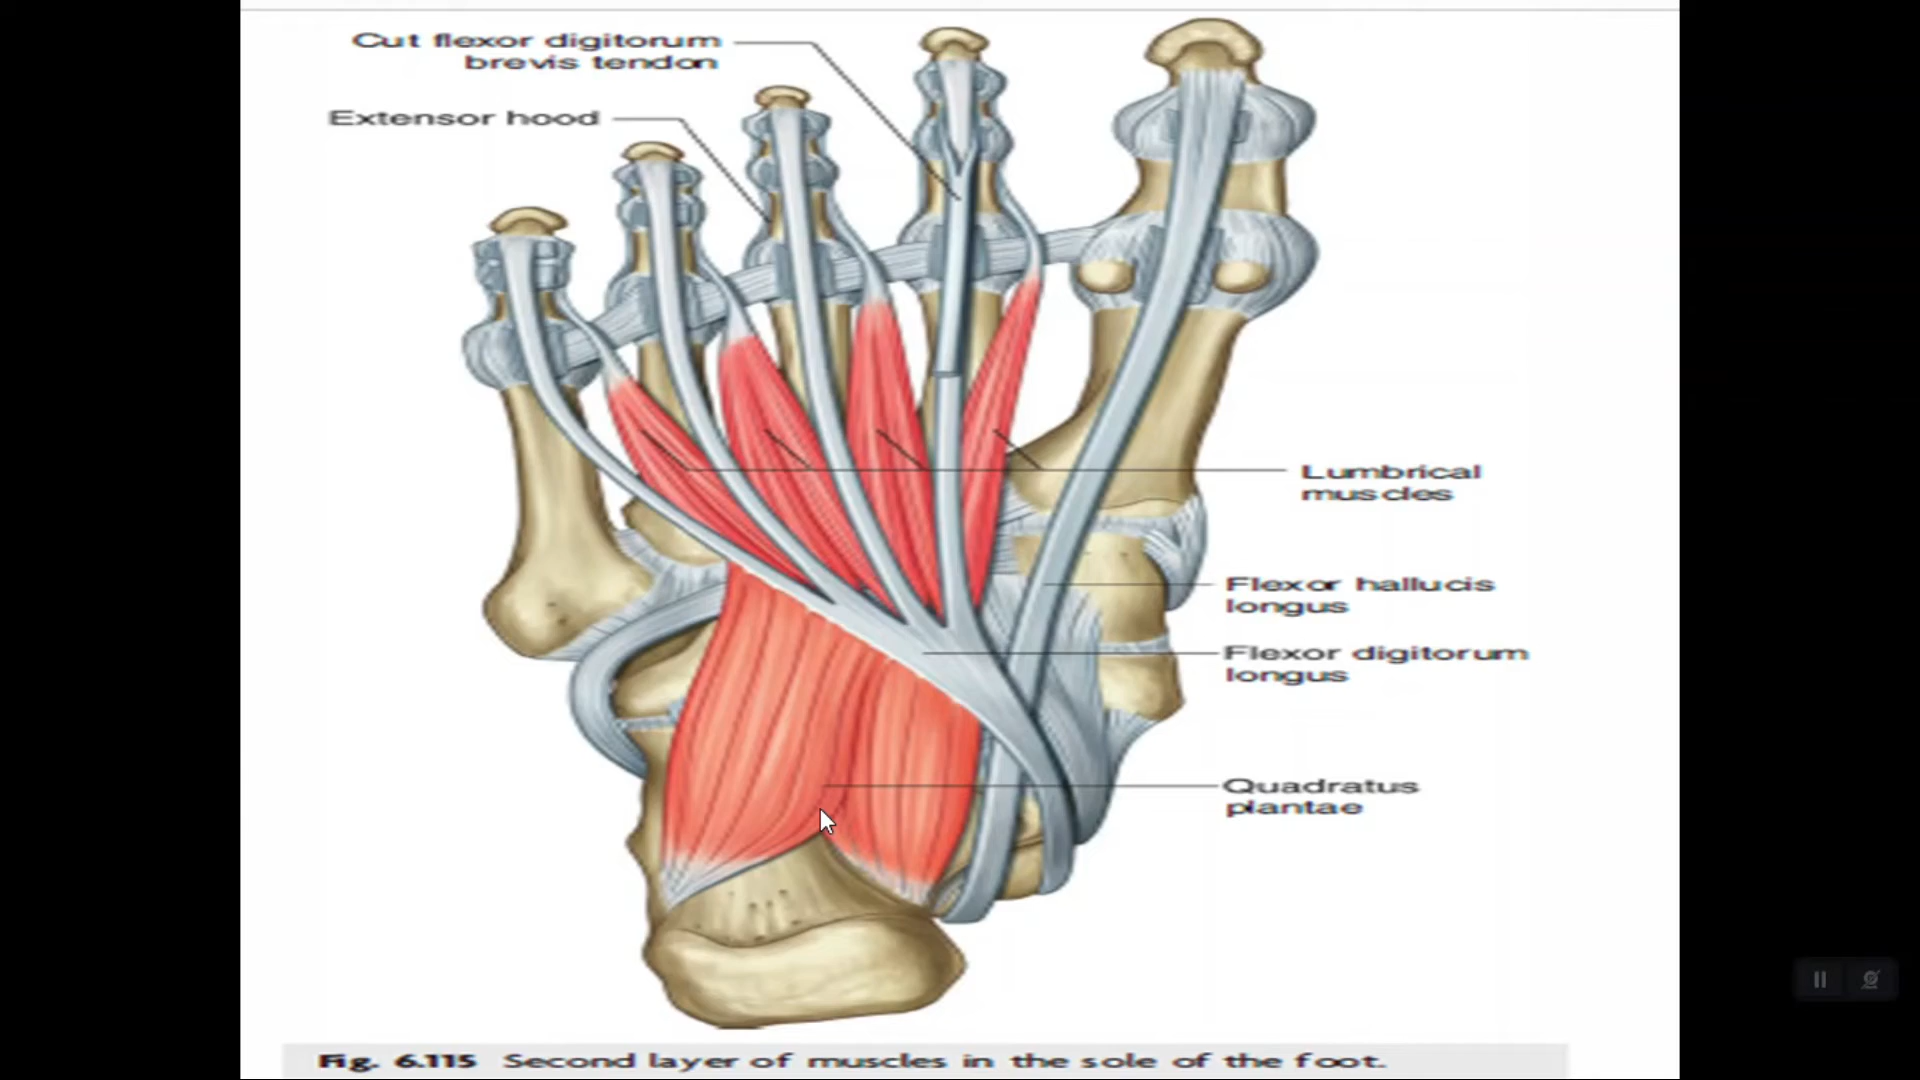 Cut flexor digitorum
brevis tendon
Extensor hood
Lumbrical
muscles
Flexor hallucis
longus
Flexor digitorum
longus
Quadratus
plantae
Fig. 6.115 Second layer of muscles in the sole of the foot.